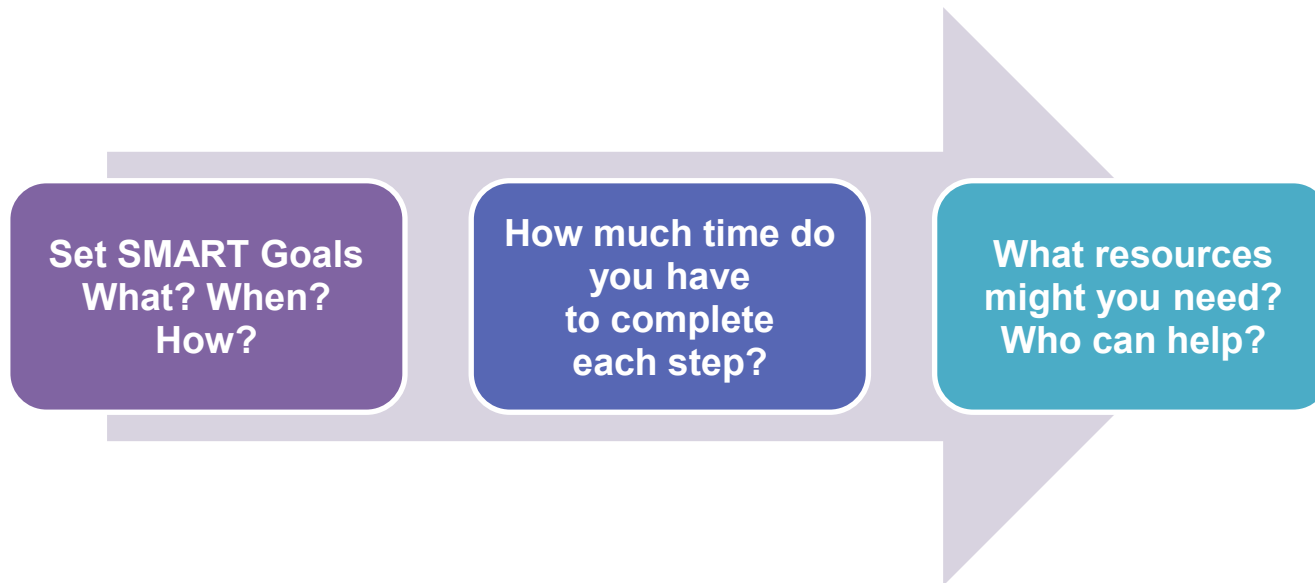 Set SMART Goals
What? When?
How?
How much time do
you have
to complete
each step?
What resources
might you need?
Who can help?